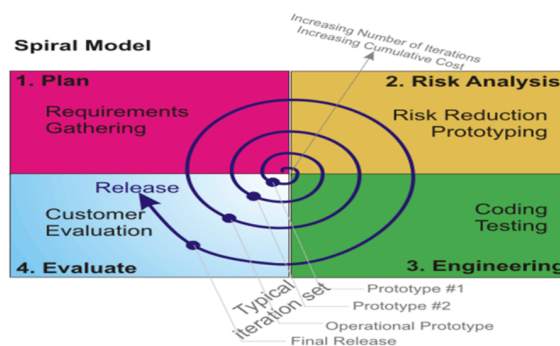 Increasing Number of Iterations
Increasing Cumulative Cost
Spiral Model
1. Plan
2. Risk Analysis
Requirements
Gathering
Risk Reduction
Prototyping
Release
Customer
Evaluation
Coding
Testing
4. Evaluate
3. Engineering
Typical
iteration set
Prototype #1
Prototype #2
Operational Prototype
Final Release